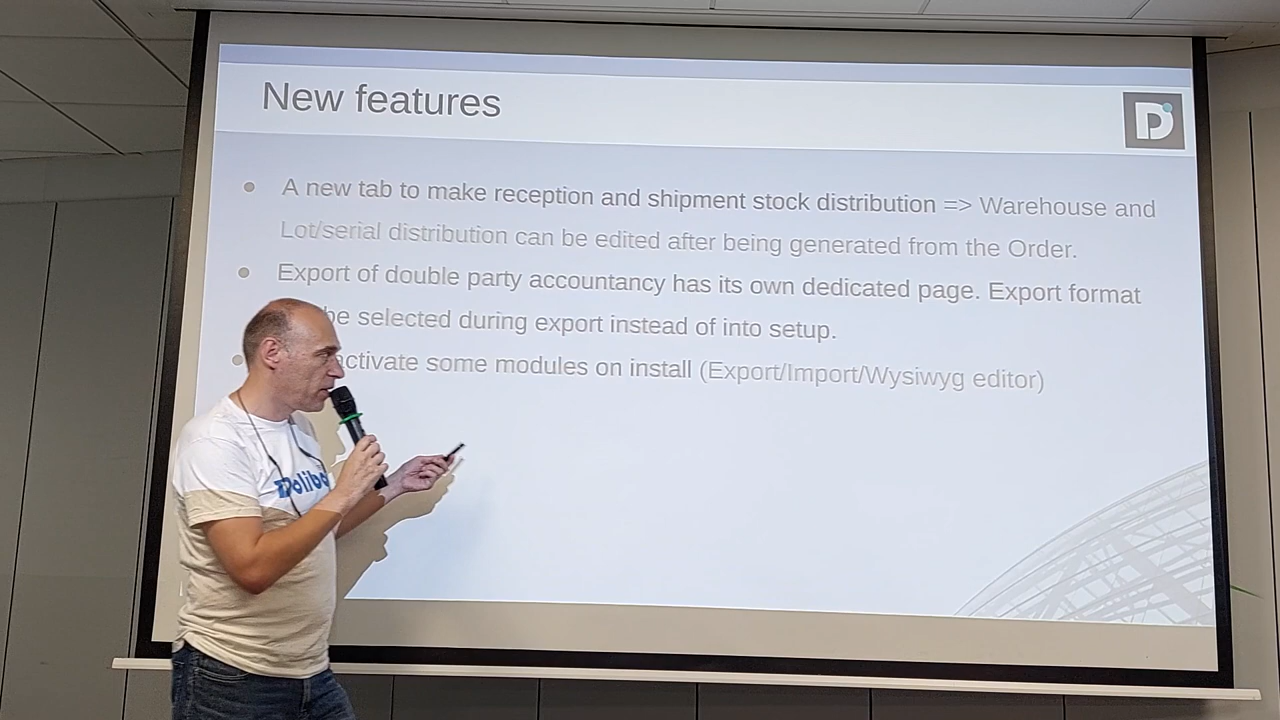 New features
D
A new tab to make reception and shipment stock distribution => Warehouse and
Lot/serial distribution can be edited after being generated from the Order.
Export of double party accountancy has its own dedicated page. Export format
be selected during export instead of into setup.
some modules on install (Export/Import/Wysiwyg editor)